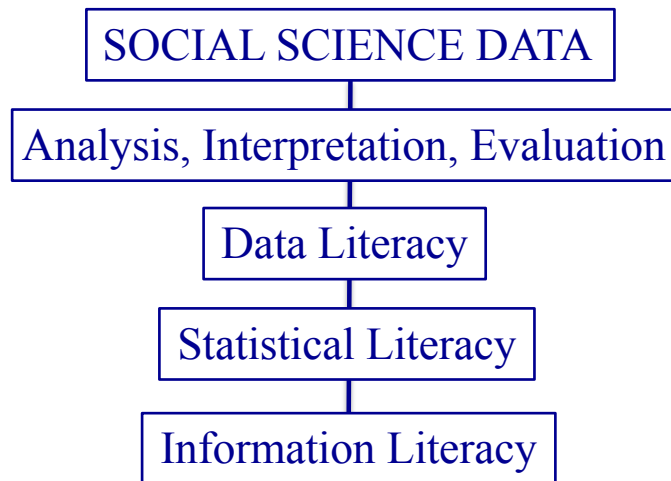 SOCIAL SCIENCE DATA
Analysis, Interpretation, Evaluation
Data Literacy
Statistical Literacy
Information Literacy